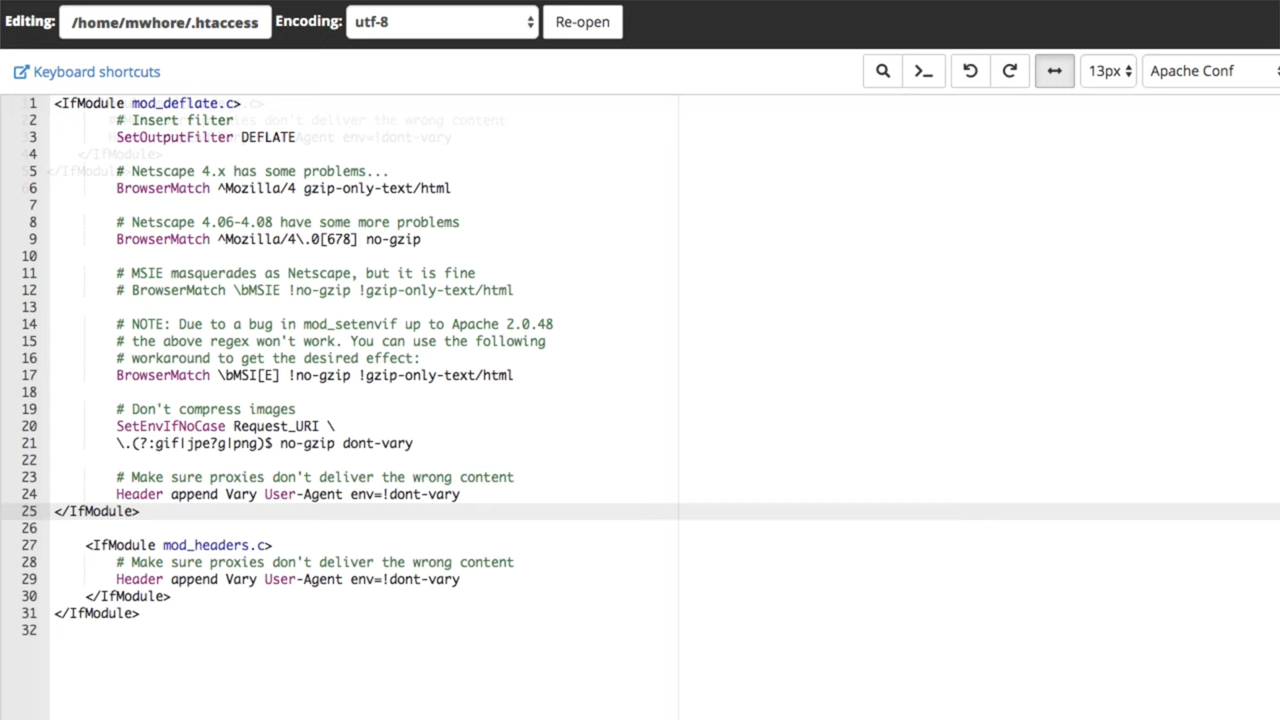 Editing: /home/mwhore/.htaccess Encoding: utf-8 Re-open
Keyboard shortcuts 13px Apache Conf
1 <IfModule mod_deflate.c>
2 # Insert filter
3 SetOutputFilter DEFLATE
4
5 # Netscape 4.x has some problems...
6 BrowserMatch ^Mozilla/4 gzip-only-text/html
7
8 # Netscape 4.06-4.08 have some more problems
9 BrowserMatch ^Mozilla/4\.0[678] no-gzip
10
11 # MSIE masquerades as Netscape, but it is fine
12 # BrowserMatch \bMSIE !no-gzip !gzip-only-text/html
13
14 # NOTE: Due to a bug in mod_setenvif up to Apache 2.0.48
15 # the above regex won't work. You can use the following
16 # workaround to get the desired effect:
17 BrowserMatch \bMSI[E] !no-gzip !gzip-only-text/html
18
19 # Don't compress images
20 SetEnvIfNoCase Request_URI \
21 \.(?:gif|jpe?g|png)$ no-gzip dont-vary
22
23 # Make sure proxies don't deliver the wrong content
24 Header append Vary User-Agent env=!dont-vary
25 </IfModule>
26
27 <IfModule mod_headers.c>
28 # Make sure proxies don't deliver the wrong content
29 Header append Vary User-Agent env=!dont-vary
30 </IfModule>
31 </IfModule>
32